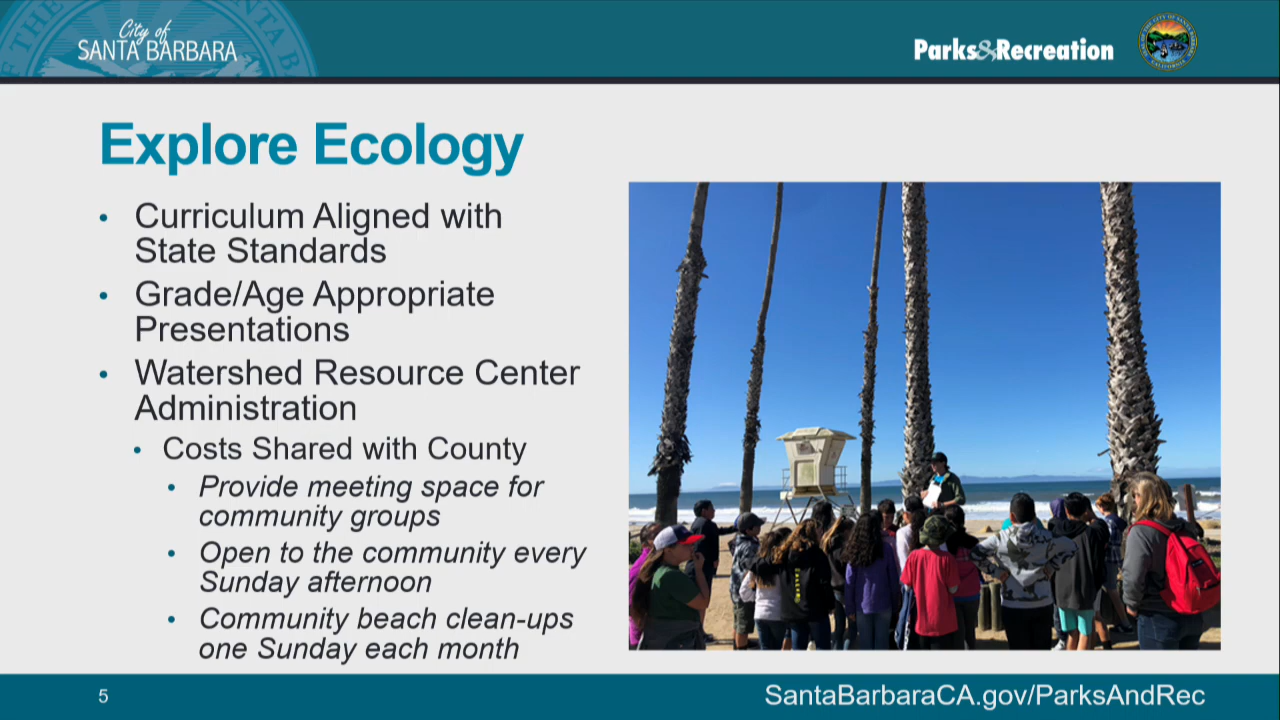 City of
SANTA BARBARA
Parks&Recreation
Explore Ecology
• Curriculum Aligned with
State Standards
• Grade/Age Appropriate
Presentations
• Watershed Resource Center
Administration
• Costs Shared with County
• Provide meeting space for
community groups
• Open to the community every
Sunday afternoon
• Community beach clean-ups
one Sunday each month
5
SantaBarbaraCA.gov/ParksAndRec